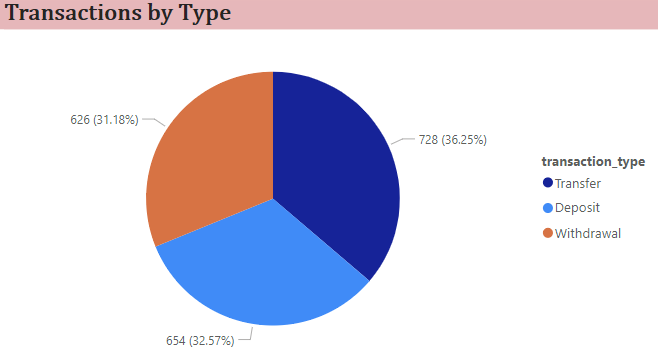 Transactions by Type
626 (31.18%)
728 (36.25%)
654 (32.57%)
transaction_type
Transfer
Deposit
Withdrawal